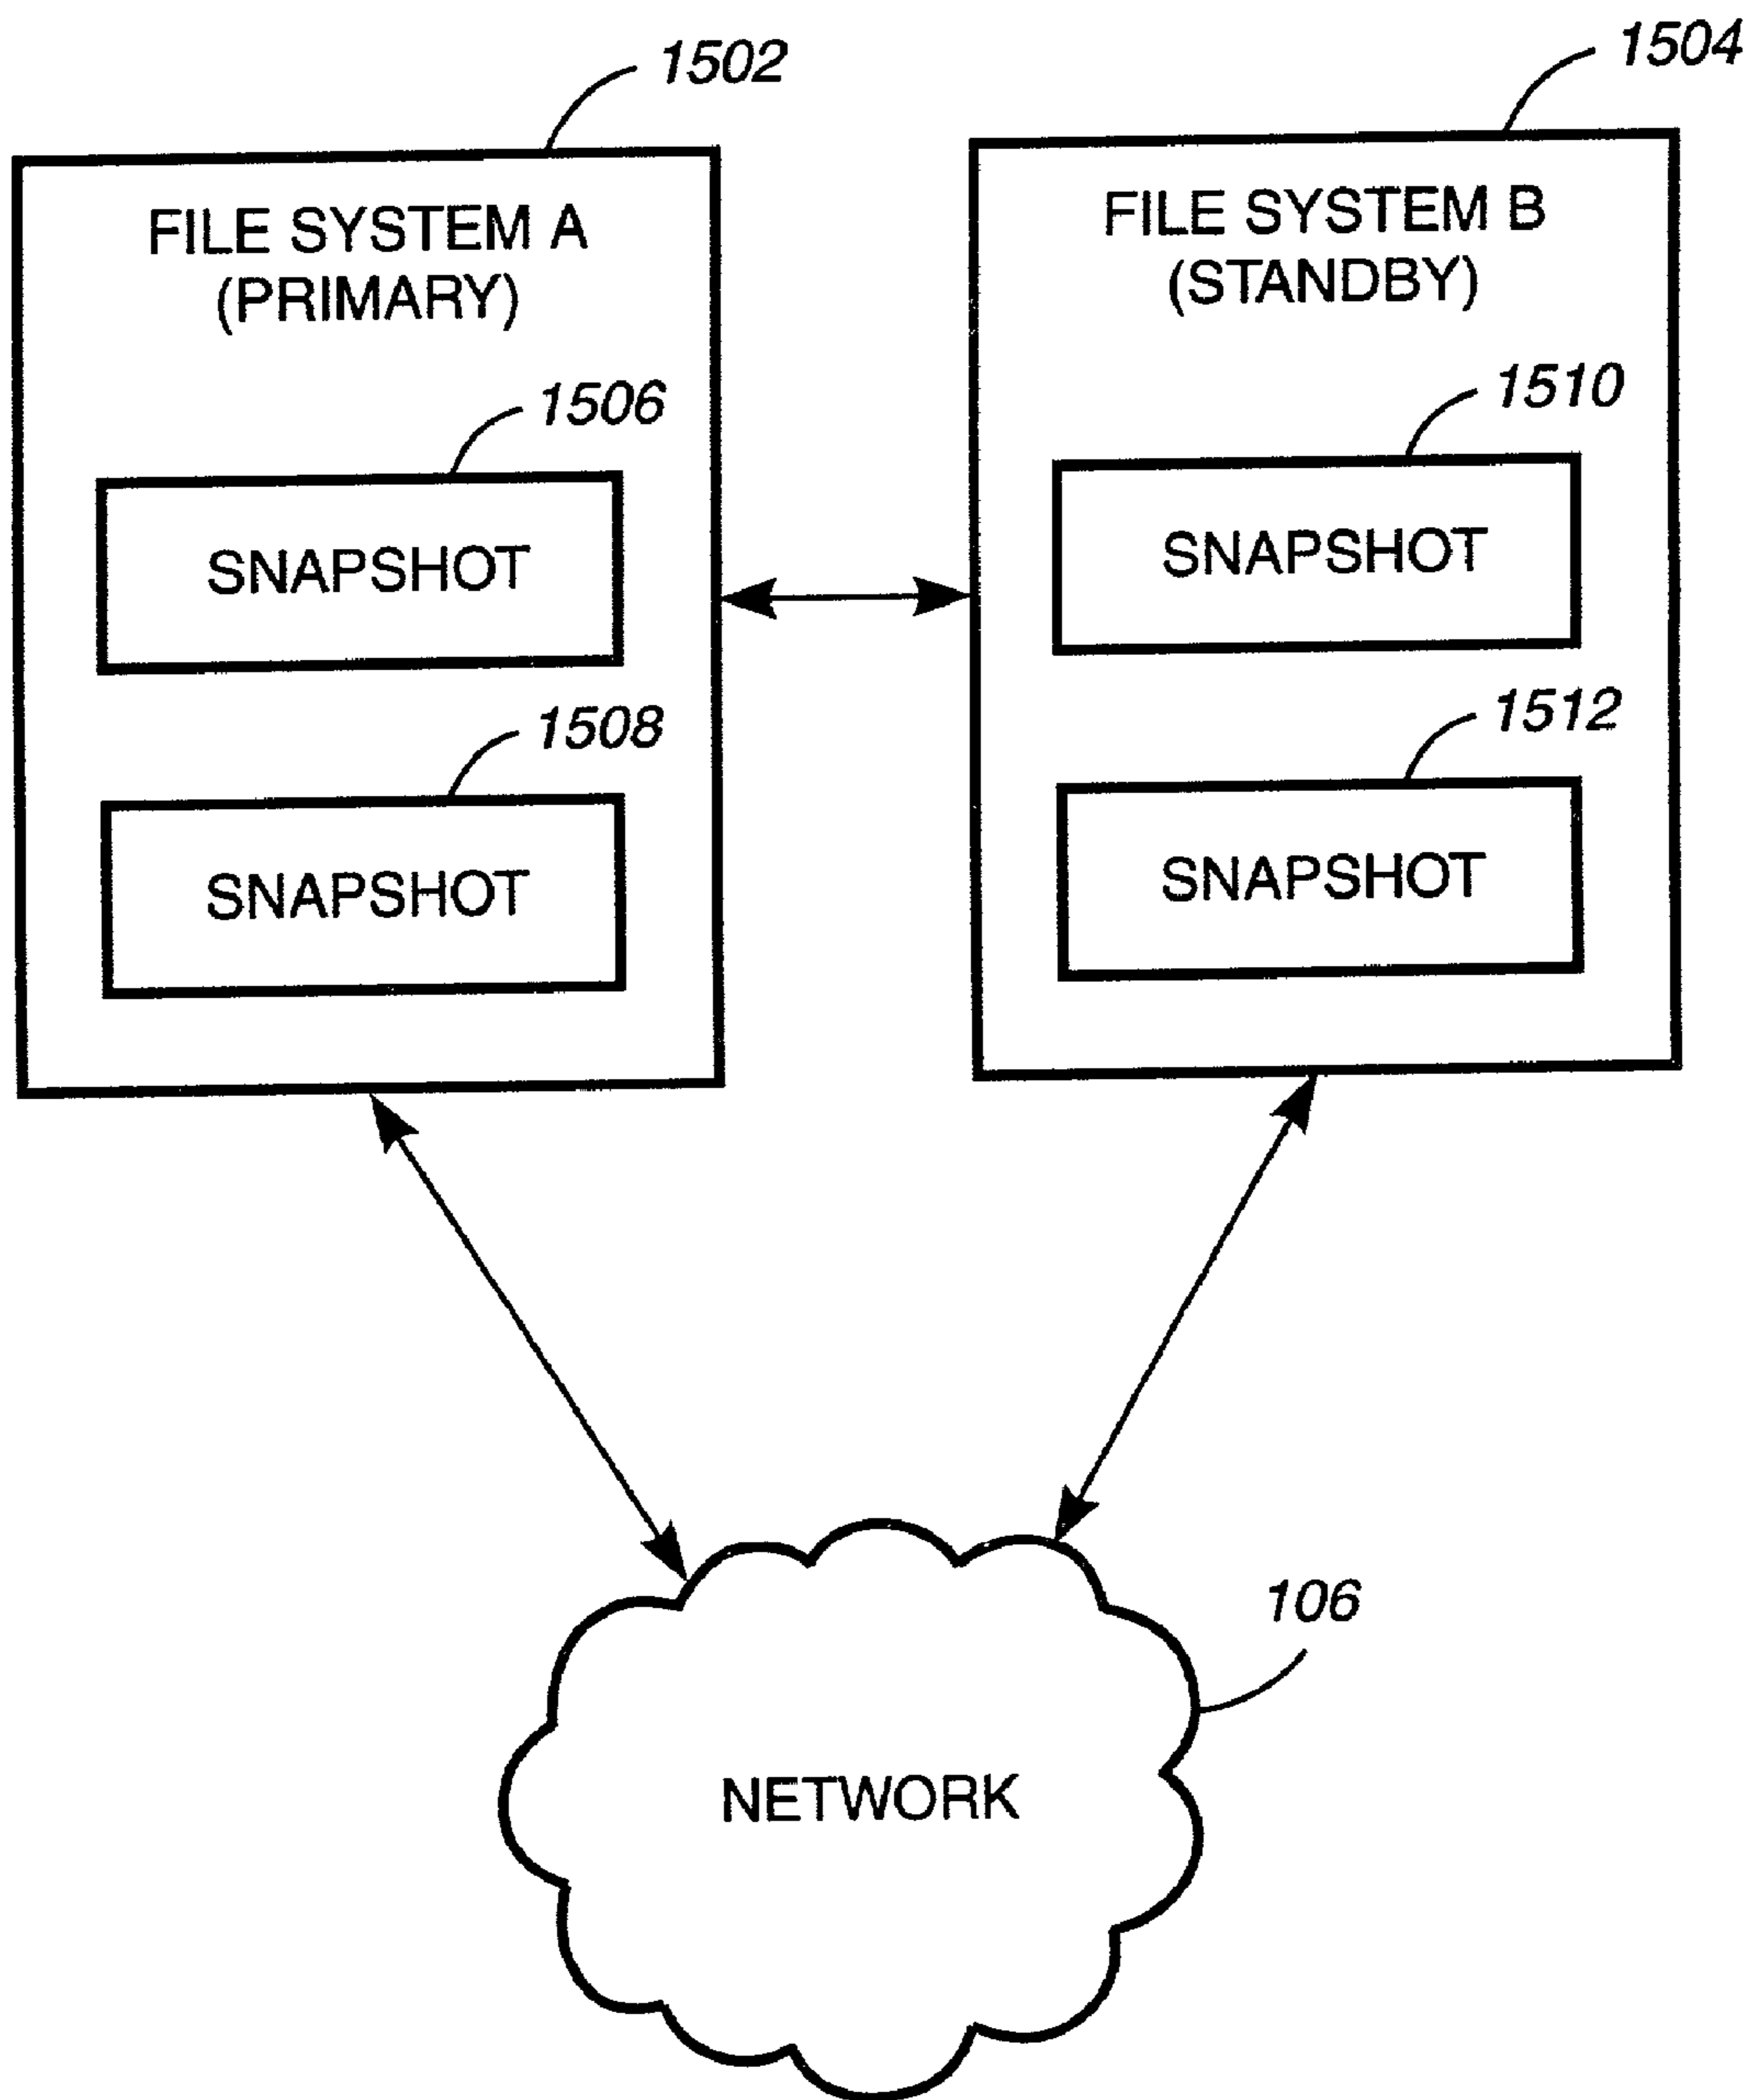 1502
1504
FILE SYSTEM A
(PRIMARY)
1506
SNAPSHOT
1508
SNAPSHOT
FILE SYSTEM B
(STANDBY)
1510
SNAPSHOT
1512
SNAPSHOT
106
NETWORK